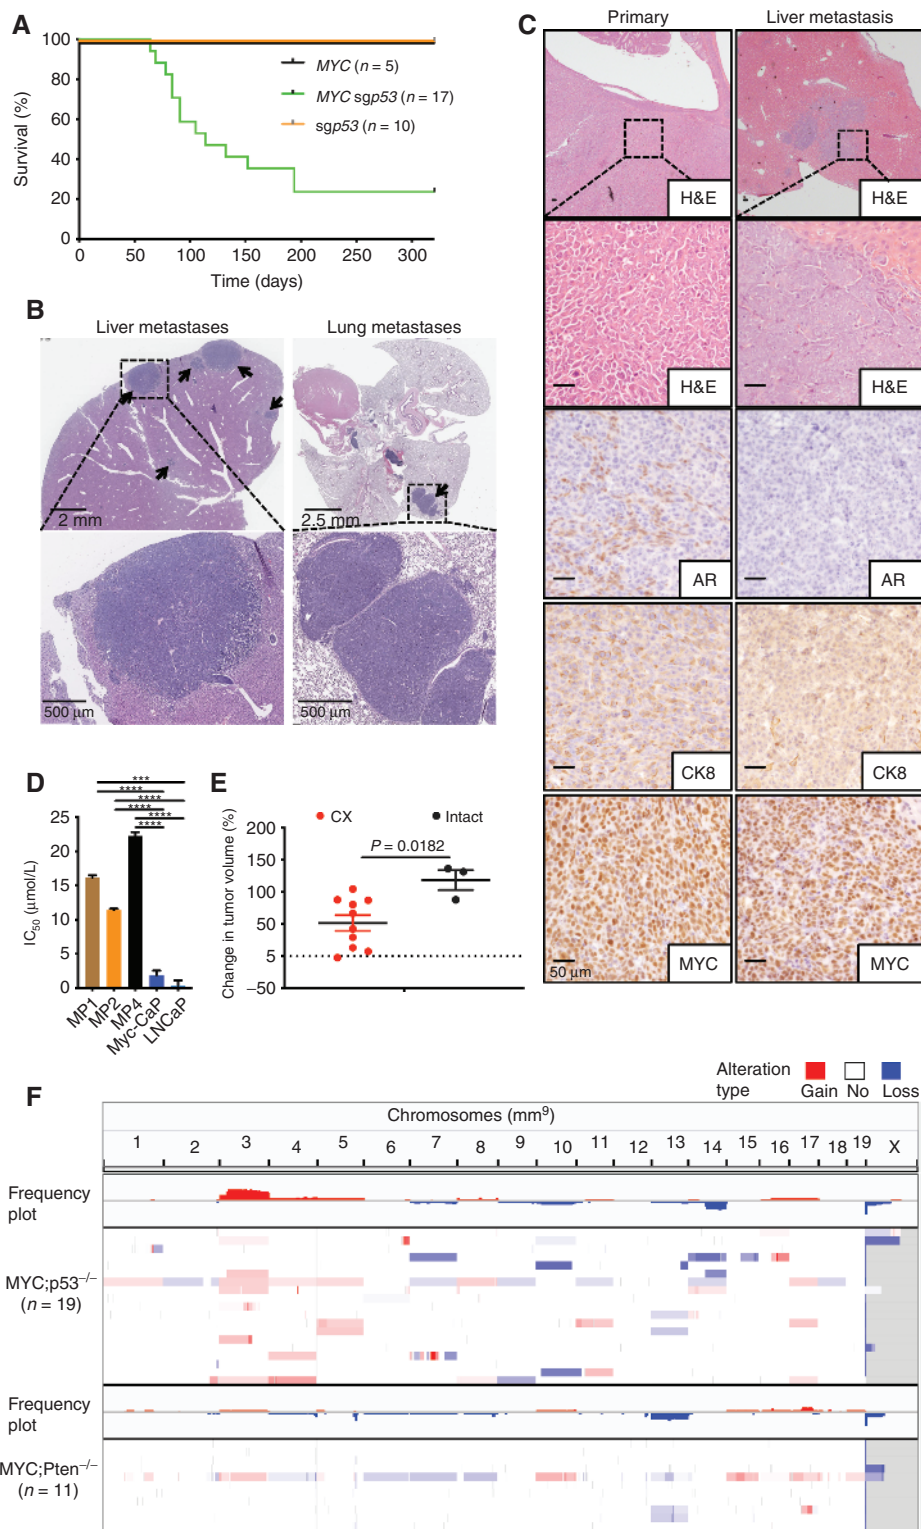 A
100
80
60
40
20
0
Survival (%)
0 50 100 150 200 250 300
Time (days)
MYC (n = 5)
MYC sgp53 (n = 17)
sgp53 (n = 10)
B
Liver metastases
Lung metastases
2 mm
2.5 mm
500 µm
500 µm
C
Primary
Liver metastasis
H&E
H&E
H&E
H&E
AR
AR
CK8
CK8
50 µm
MYC
MYC
D
***
****
****
****
****
****
25
20
15
10
5
0
IC50 (µmol/L)
MP1
MP2
MP4
Myc-CaP
LNCaP
E
CX
Intact
P = 0.0182
200
150
100
50
5
–50
Change in tumor volume (%)
Alteration type
Gain No Loss
F
Chromosomes (mm⁹)
1 2 3 4 5 6 7 8 9 10 11 12 13 14 15 16 17 18 19 X
Frequency
plot
MYC;p53⁻/⁻
(n = 19)
Frequency
plot
MYC;Pten⁻/⁻
(n = 11)